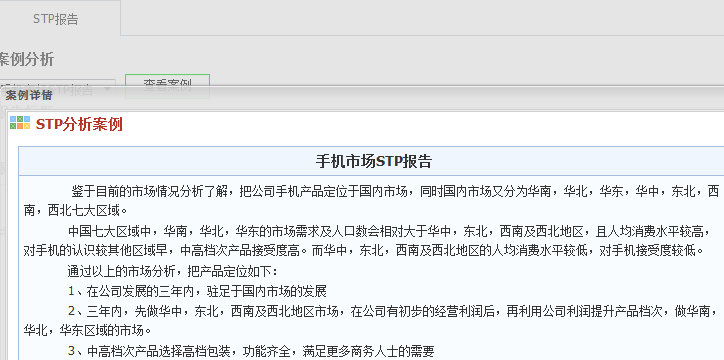 STP报告
案例分析
STP报告
查看案例
案例详情
STP分析案例
手机市场STP报告
鉴于目前的市场情况分析了解，把公司手机产品定位于国内市场，同时国内市场又分为华南，华北，华东，华中，东北，西
南，西北七大区域。
中国七大区域中，华南，华北，华东的市场需求及人口数会相对大于华中，东北，西南及西北地区，且人均消费水平较高，
对手机的认识较其他区域早，中高档次产品接受度高。而华中，东北，西南及西北地区的人均消费水平较低，对手机接受度较低。
通过以上的市场分析，把产品定位如下：
1、在公司发展的三年内，驻足于国内市场的发展
2、三年内，先做华中，东北，西南及西北地区市场，在公司有初步的经营利润后，再利用公司利润提升产品档次，做华南，
华北，华东区域的市场。
3、中高档次产品选择高档包装，功能齐全，满足更多商务人士的需要